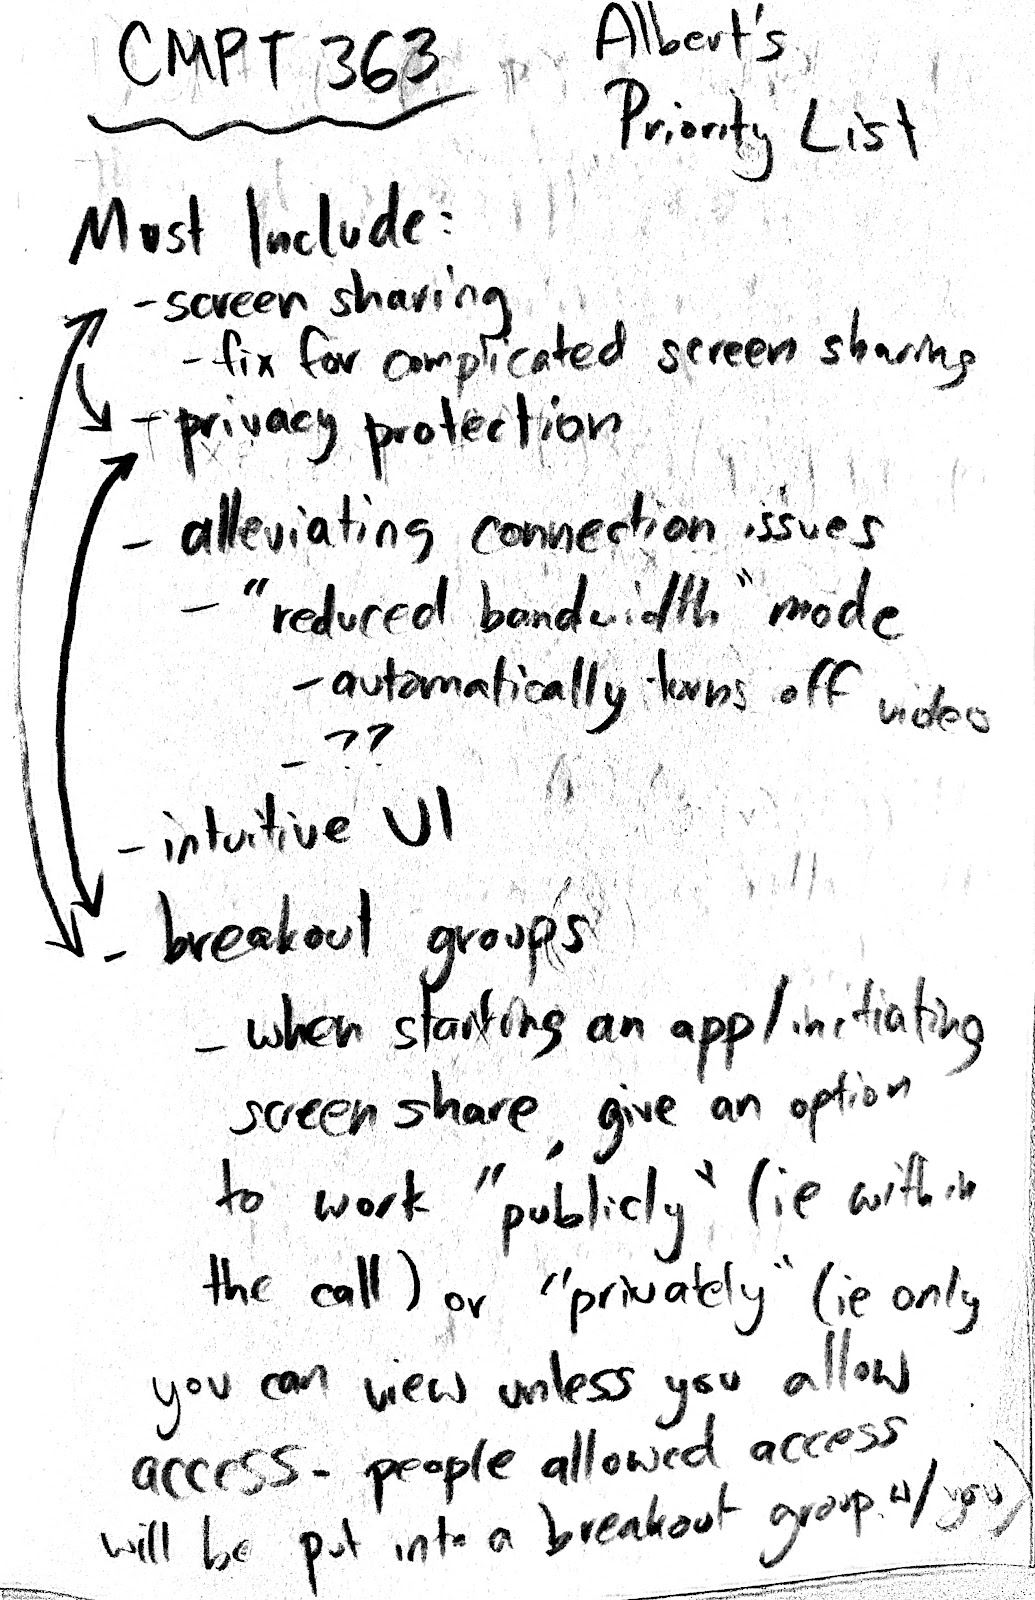 CMPT 363
Albert's
Priority List
Must Include:
- screen sharing
- fix for complicated screen sharing
- privacy protection
- alleviating connection issues
- "reduced bandwidth" mode
- automatically turns off video
- ??
- intuitive UI
- breakout groups
- when starting an app/initiating
screen share, give an option
to work "publicly" (ie within
the call) or "privately" (ie only
you can view unless you allow
access - people allowed access
will be put into a breakout group w/ you)